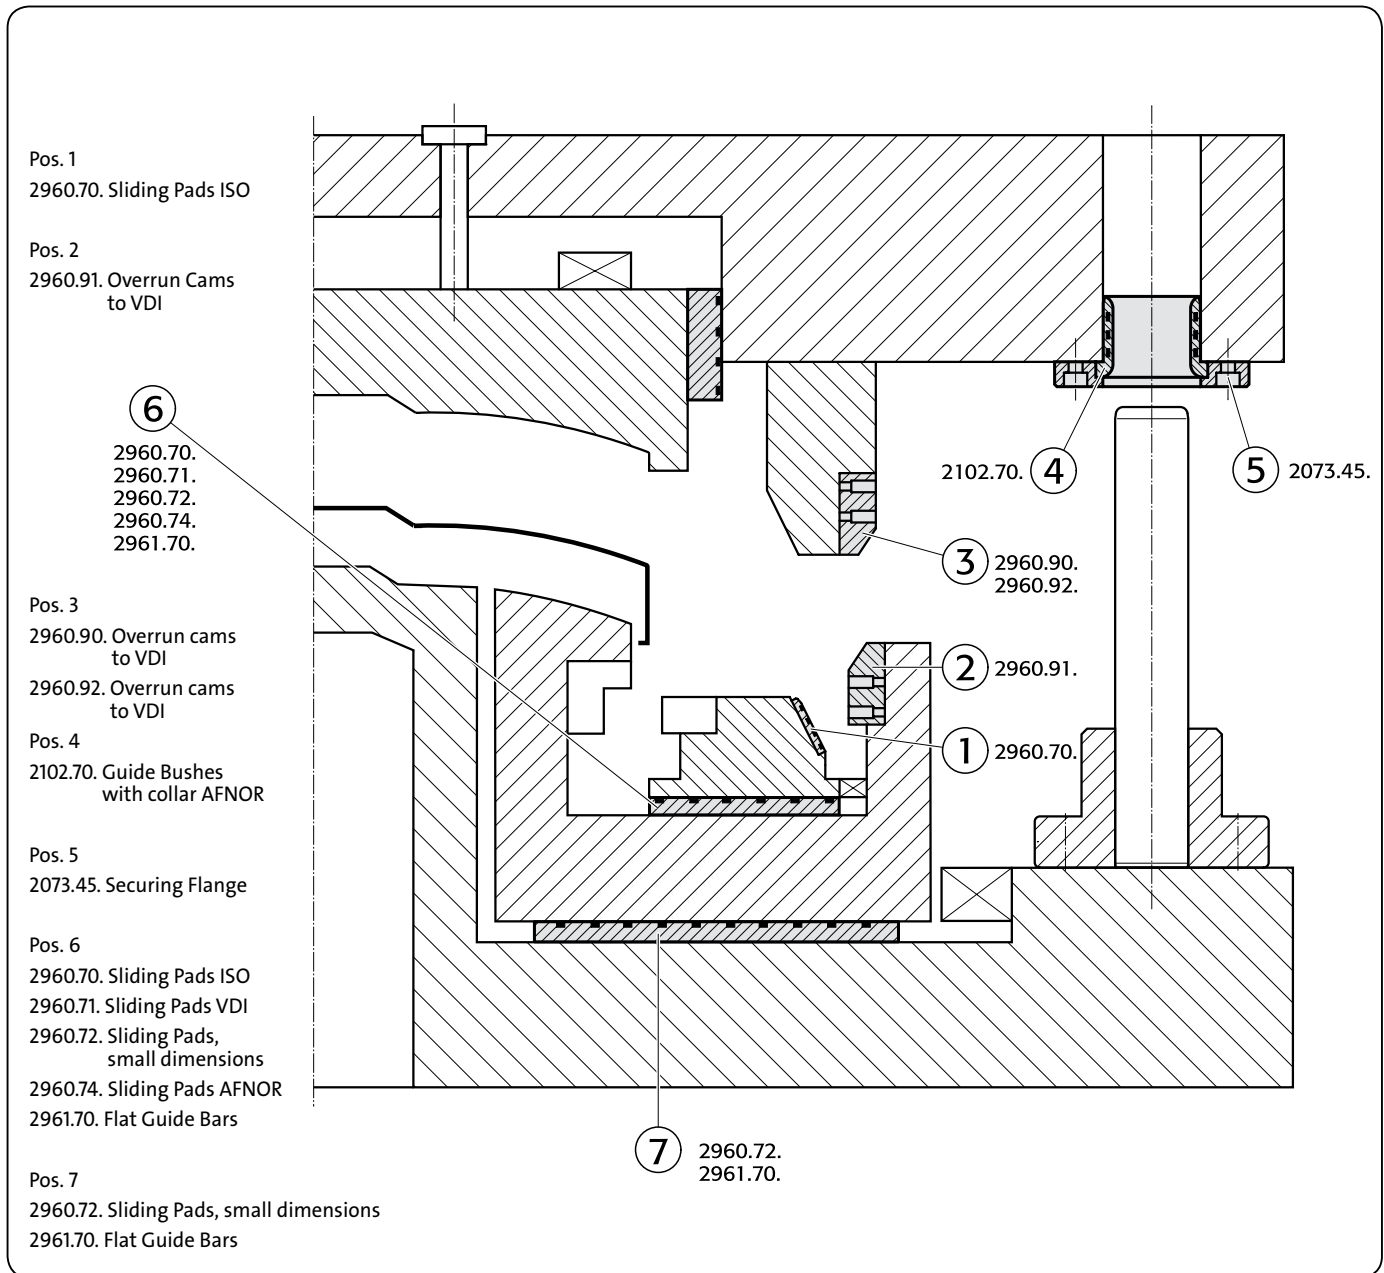 Pos. 1
2960.70. Sliding Pads ISO
Pos. 2
2960.91. Overrun Cams
to VDI
6
2960.70.
2960.71.
2960.72.
2960.74.
2961.70.
Pos. 3
2960.90. Overrun cams
to VDI
2960.92. Overrun cams
to VDI
Pos. 4
2102.70. Guide Bushes
with collar AFNOR
Pos. 5
2073.45. Securing Flange
Pos. 6
2960.70. Sliding Pads ISO
2960.71. Sliding Pads VDI
2960.72. Sliding Pads,
small dimensions
2960.74. Sliding Pads AFNOR
2961.70. Flat Guide Bars
Pos. 7
2960.72. Sliding Pads, small dimensions
2961.70. Flat Guide Bars
2102.70. 4
5 2073.45.
3 2960.90.
2960.92.
2 2960.91.
1 2960.70.
7 2960.72.
2961.70.